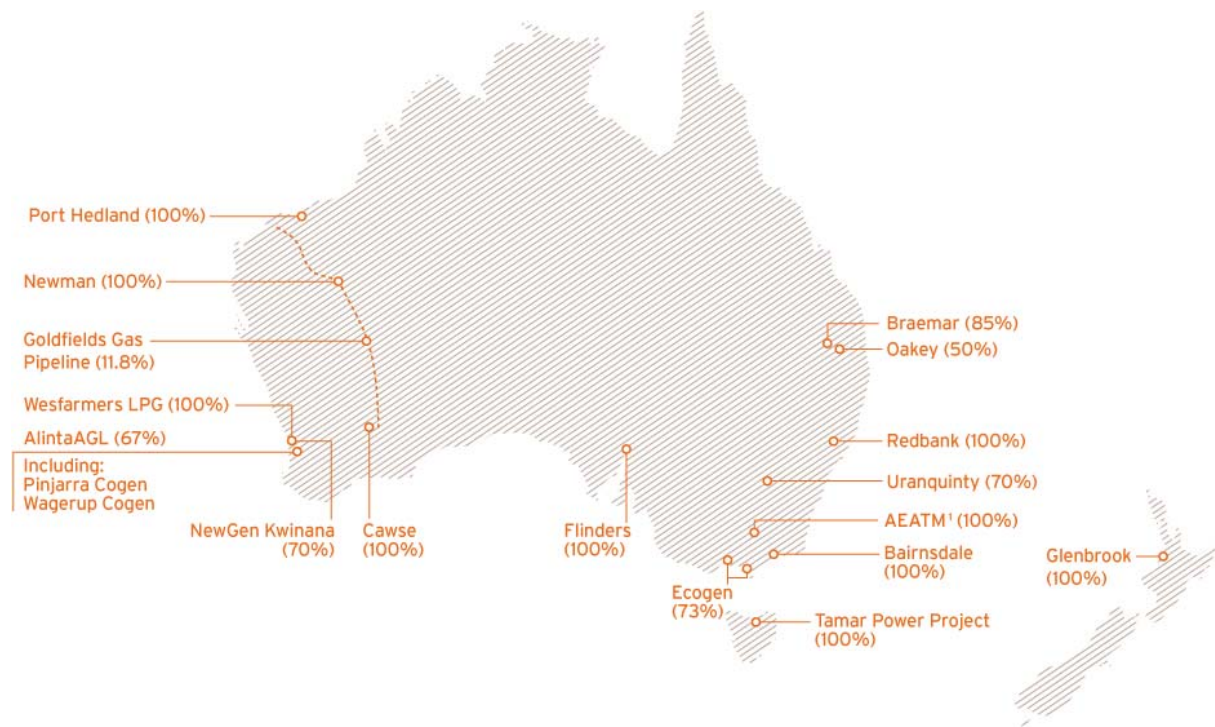 Port Hedland (100%)
Newman (100%)
Goldfields Gas
Pipeline (11.8%)
Wesfarmers LPG (100%)
AlintaAGL (67%)
Including:
Pinjarra Cogen
Wagerup Cogen
NewGen Kwinana
(70%)
Cawse
(100%)
Flinders
(100%)
Braemar (85%)
Oakey (50%)
Redbank (100%)
Uranquinty (70%)
AEATM¹ (100%)
Bairnsdale
(100%)
Ecogen
(73%)
Tamar Power Project
(100%)
Glenbrook
(100%)